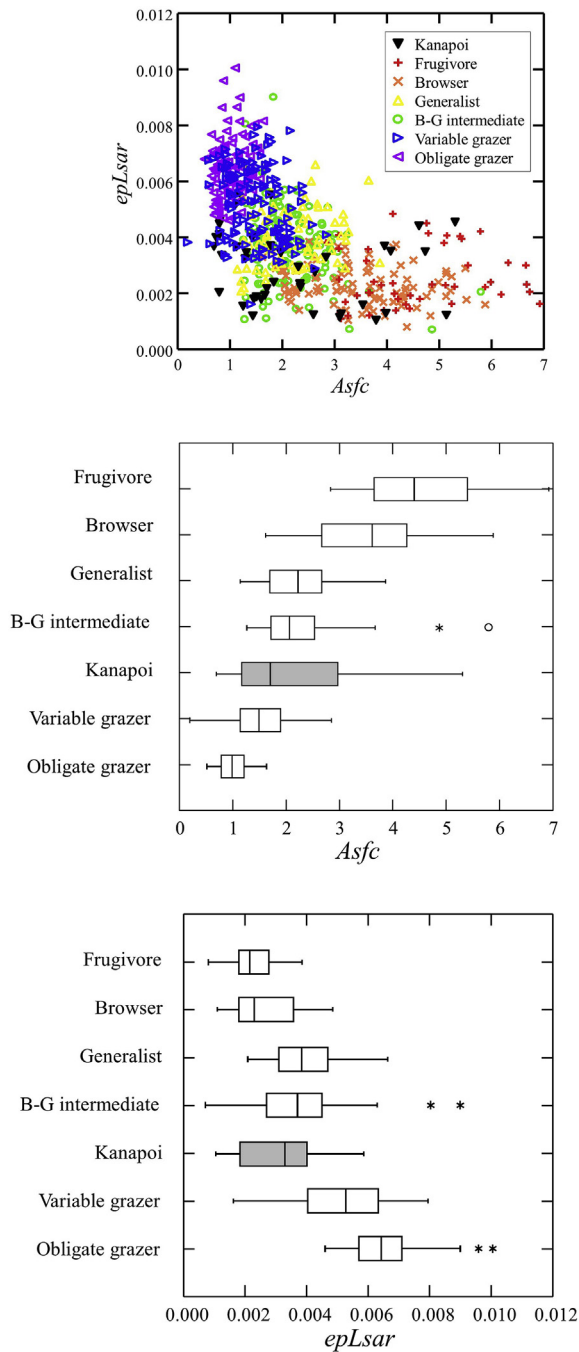 0.012
0.010
0.008
0.006
0.004
0.002
0.000
epLsar
Kanapoi
Frugivore
Browser
Generalist
B-G intermediate
Variable grazer
Obligate grazer
0 1 2 3 4 5 6 7
Asfc
Frugivore
Browser
Generalist
B-G intermediate
Kanapoi
Variable grazer
Obligate grazer
0 1 2 3 4 5 6 7
Asfc
Frugivore
Browser
Generalist
B-G intermediate
Kanapoi
Variable grazer
Obligate grazer
0.000 0.002 0.004 0.006 0.008 0.010 0.012
epLsar